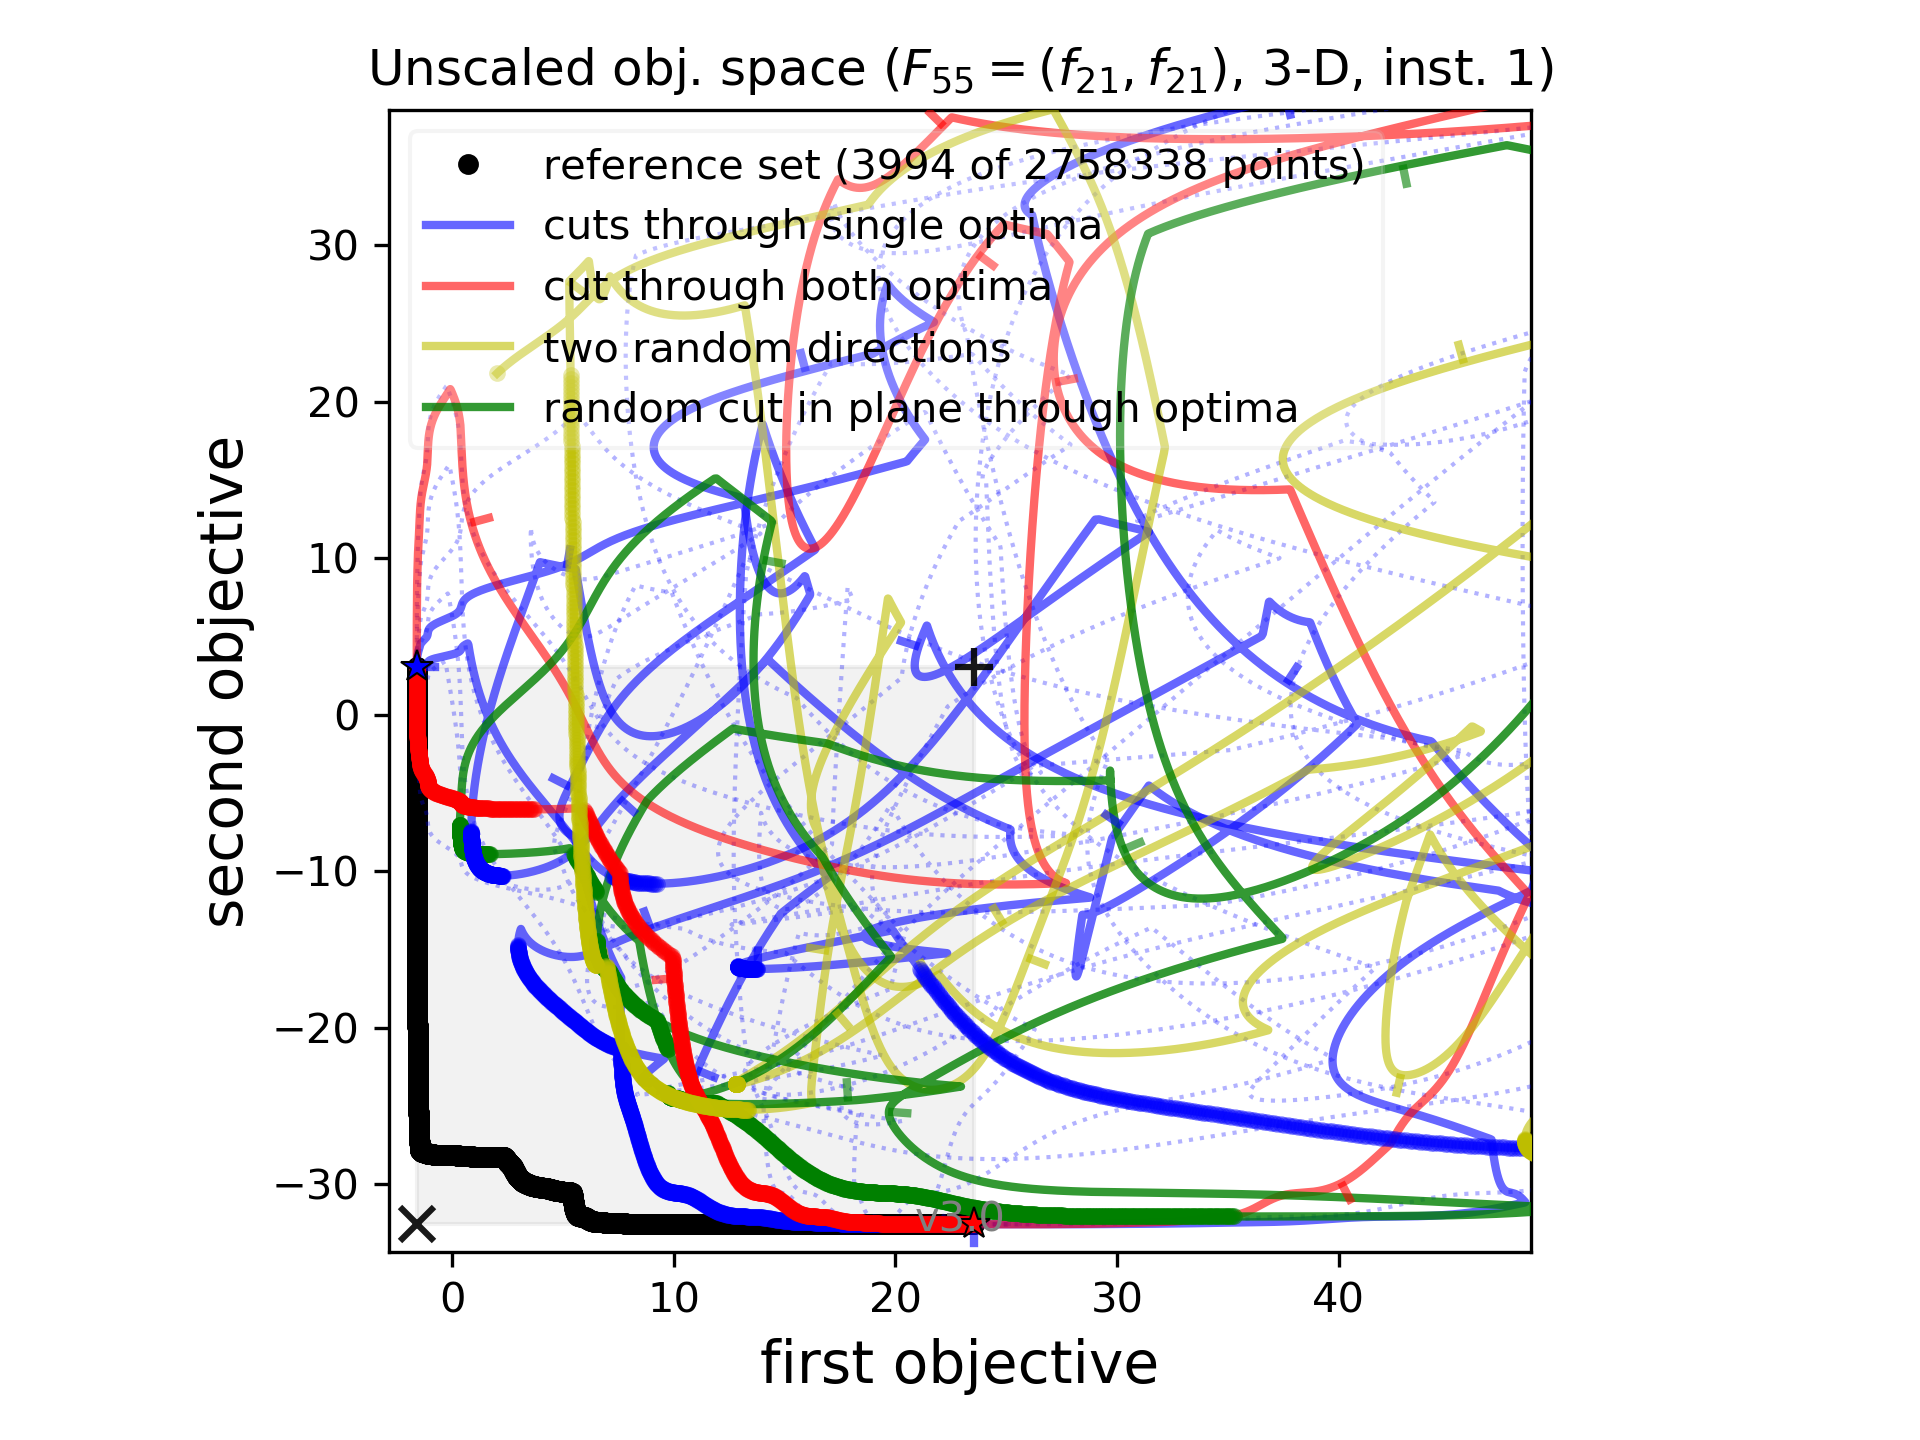 Unscaled obj. space (F55 = (f21, f21), 3-D, inst. 1)
reference set (3994 of 2758338 points)
cuts through single optima
cut through both optima
two random directions
random cut in plane through optima
second objective
30
20
10
0
−10
−20
−30
v3.0
0 10 20 30 40
first objective